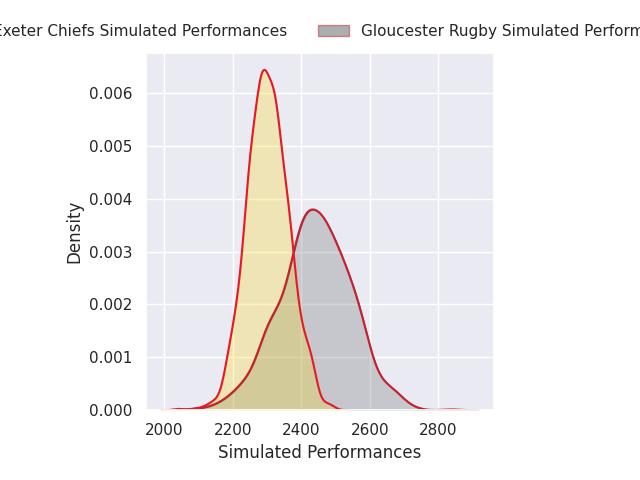 Exeter Chiefs Simulated Performances
Gloucester Rugby Simulated Perform
0.006
0.005
0.004
0.003
0.002
0.001
0.000
Density
2000 2200 2400 2600 2800
Simulated Performances